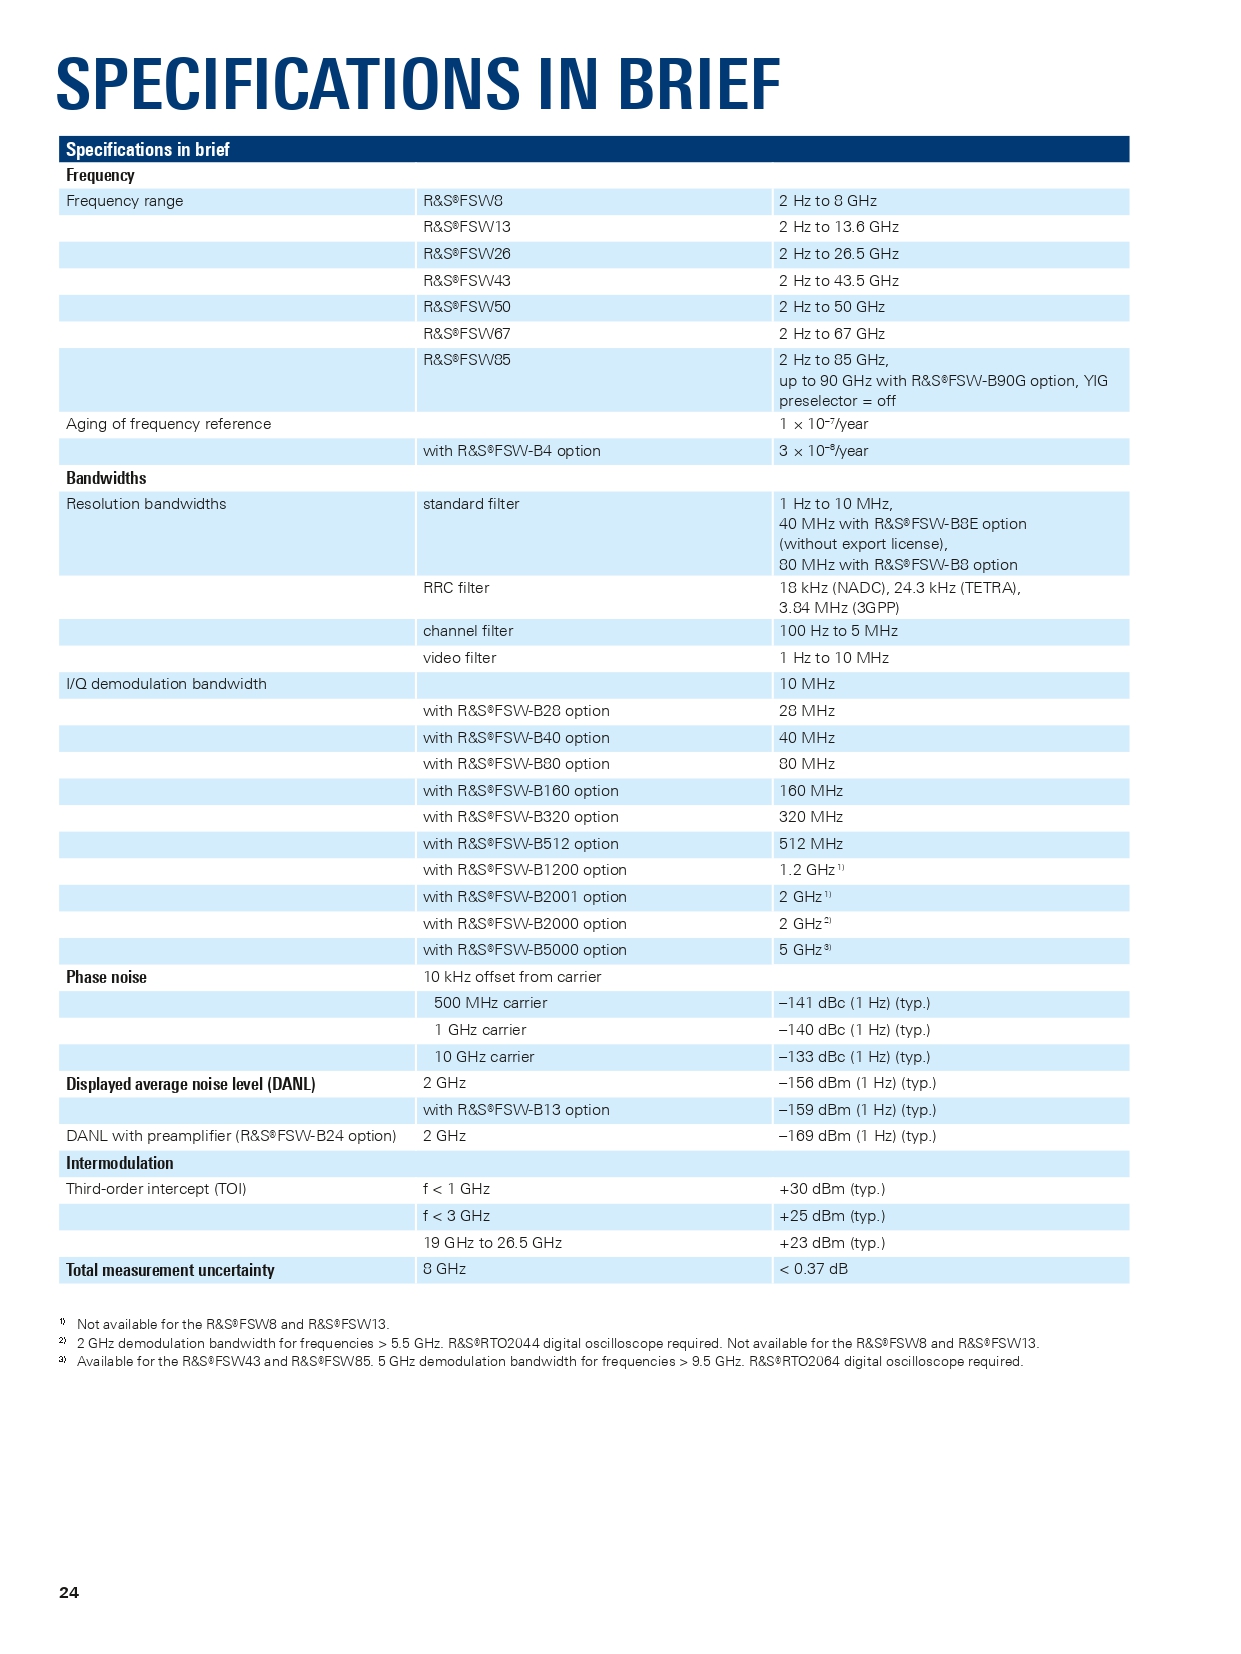 SPECIFICATIONS IN BRIEF
Specifications in brief
Frequency
Frequency range R&S®FSW8 2 Hz to 8 GHz
R&S®FSW13 2 Hz to 13.6 GHz
R&S®FSW26 2 Hz to 26.5 GHz
R&S®FSW43 2 Hz to 43.5 GHz
R&S®FSW50 2 Hz to 50 GHz
R&S®FSW67 2 Hz to 67 GHz
R&S®FSW85 2 Hz to 85 GHz,
up to 90 GHz with R&S®FSW-B90G option, YIG
preselector = off
Aging of frequency reference 1 × 10⁻⁷/year
with R&S®FSW-B4 option 3 × 10⁻⁸/year
Bandwidths
Resolution bandwidths standard filter 1 Hz to 10 MHz,
40 MHz with R&S®FSW-B8E option
(without export license),
80 MHz with R&S®FSW-B8 option
RRC filter 18 kHz (NADC), 24.3 kHz (TETRA),
3.84 MHz (3GPP)
channel filter 100 Hz to 5 MHz
video filter 1 Hz to 10 MHz
I/Q demodulation bandwidth 10 MHz
with R&S®FSW-B28 option 28 MHz
with R&S®FSW-B40 option 40 MHz
with R&S®FSW-B80 option 80 MHz
with R&S®FSW-B160 option 160 MHz
with R&S®FSW-B320 option 320 MHz
with R&S®FSW-B512 option 512 MHz
with R&S®FSW-B1200 option 1.2 GHz 1)
with R&S®FSW-B2001 option 2 GHz 1)
with R&S®FSW-B2000 option 2 GHz 2)
with R&S®FSW-B5000 option 5 GHz 3)
Phase noise 10 kHz offset from carrier
500 MHz carrier –141 dBc (1 Hz) (typ.)
1 GHz carrier –140 dBc (1 Hz) (typ.)
10 GHz carrier –133 dBc (1 Hz) (typ.)
Displayed average noise level (DANL) 2 GHz –156 dBm (1 Hz) (typ.)
with R&S®FSW-B13 option –159 dBm (1 Hz) (typ.)
DANL with preamplifier (R&S®FSW-B24 option) 2 GHz –169 dBm (1 Hz) (typ.)
Intermodulation
Third-order intercept (TOI) f < 1 GHz +30 dBm (typ.)
f < 3 GHz +25 dBm (typ.)
19 GHz to 26.5 GHz +23 dBm (typ.)
Total measurement uncertainty 8 GHz < 0.37 dB
1) Not available for the R&S®FSW8 and R&S®FSW13.
2) 2 GHz demodulation bandwidth for frequencies > 5.5 GHz. R&S®RTO2044 digital oscilloscope required. Not available for the R&S®FSW8 and R&S®FSW13.
3) Available for the R&S®FSW43 and R&S®FSW85. 5 GHz demodulation bandwidth for frequencies > 9.5 GHz. R&S®RTO2064 digital oscilloscope required.
24